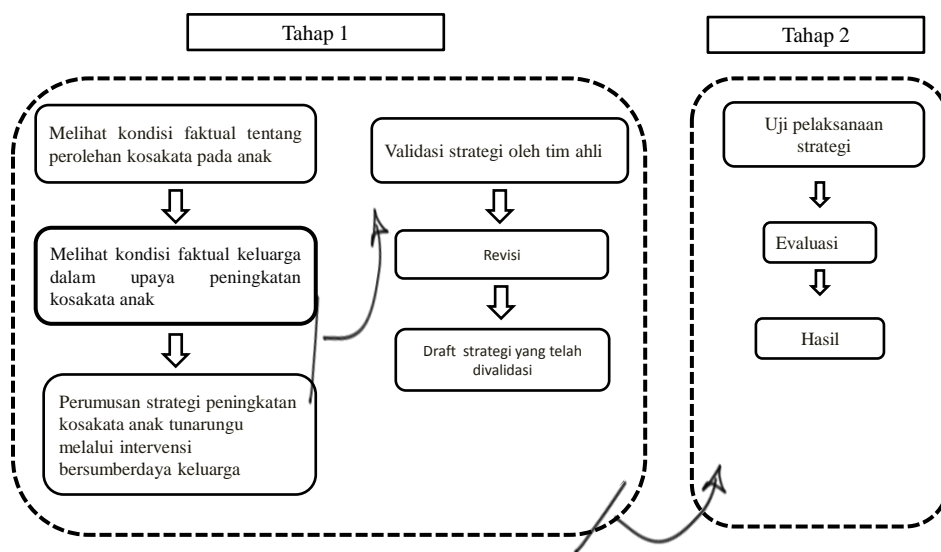 Tahap 1
Melihat kondisi faktual tentang
perolehan kosakata pada anak
Melihat kondisi faktual keluarga
dalam upaya peningkatan
kosakata anak
Perumusan strategi peningkatan
kosakata anak tunarungu
melalui intervensi
bersumberdaya keluarga
Validasi strategi oleh tim ahli
Revisi
Draft strategi yang telah
divalidasi
Tahap 2
Uji pelaksanaan
strategi
Evaluasi
Hasil